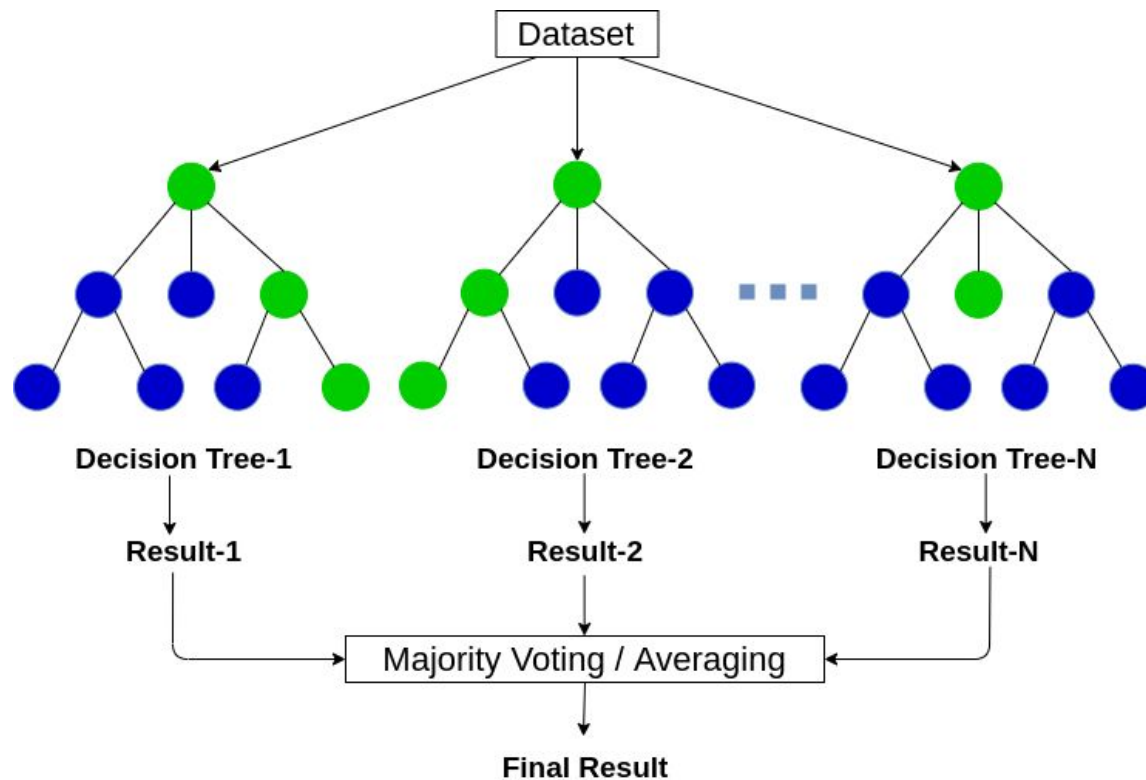 Dataset
Decision Tree-1
Decision Tree-2
Decision Tree-N
Result-1
Result-2
Result-N
Majority Voting / Averaging
Final Result